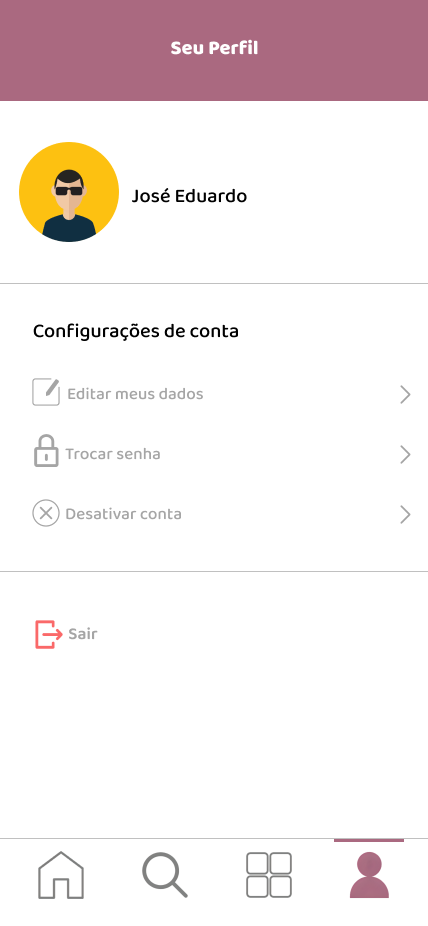 Seu Perfil
José Eduardo
Configurações de conta
Editar meus dados
Trocar senha
Desativar conta
Sair